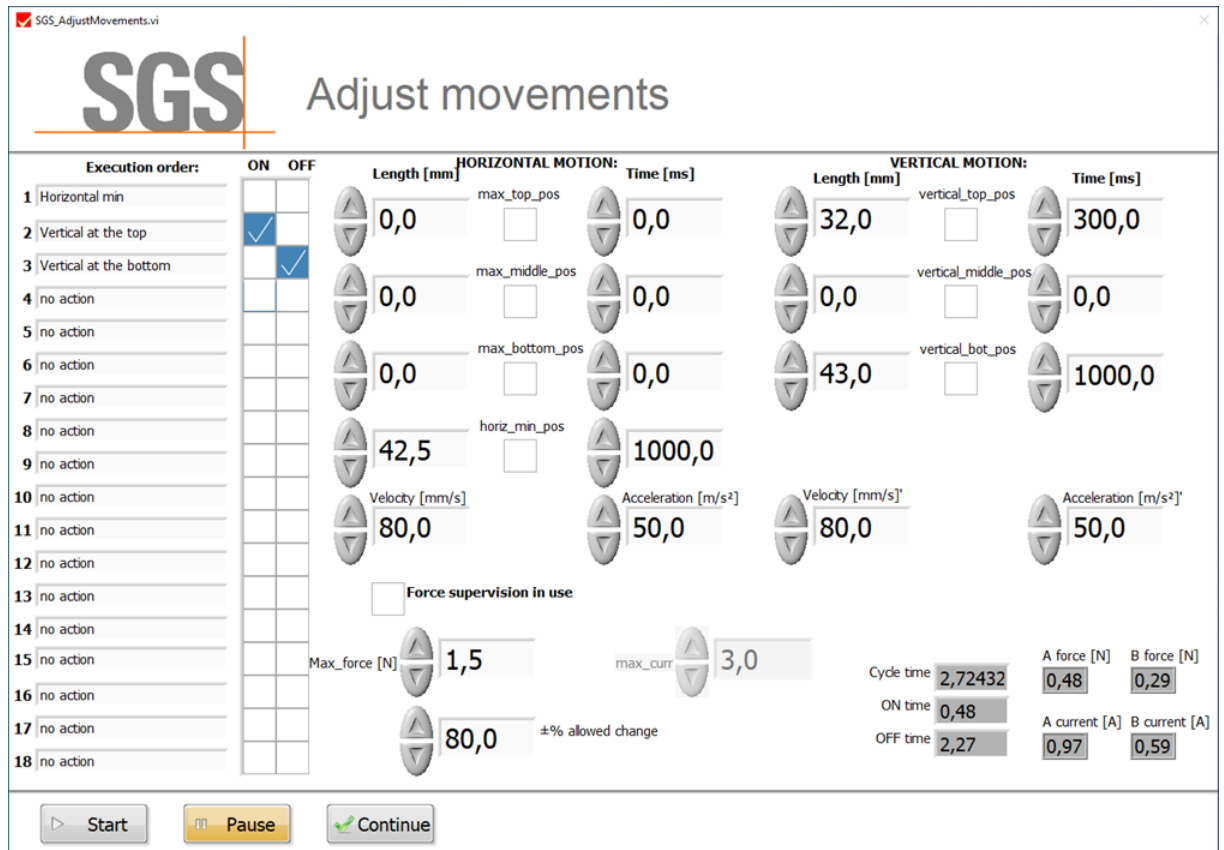 SGS_AdjustMovements.vi
SGS
Adjust movements
Execution order:
ON OFF
1 Horizontal min
2 Vertical at the top
3 Vertical at the bottom
4 no action
5 no action
6 no action
7 no action
8 no action
9 no action
10 no action
11 no action
12 no action
13 no action
14 no action
15 no action
16 no action
17 no action
18 no action
HORIZONTAL MOTION:
Length [mm] Time [ms]
0,0 max_top_pos 0,0
0,0 max_middle_pos 0,0
0,0 max_bottom_pos 0,0
42,5 horiz_min_pos 1000,0
Velocity [mm/s] Acceleration [m/s²]
80,0 50,0
VERTICAL MOTION:
Length [mm] Time [ms]
32,0 vertical_top_pos 300,0
0,0 vertical_middle_pos 0,0
43,0 vertical_bot_pos 1000,0
Velocity [mm/s]' Acceleration [m/s²]'
80,0 50,0
Force supervision in use
Max_force [N] 1,5
max_curr 3,0
80,0 ±% allowed change
Cycle time 2,72432
ON time 0,48
OFF time 2,27
A force [N] B force [N]
0,48 0,29
A current [A] B current [A]
0,97 0,59
Start Pause Continue